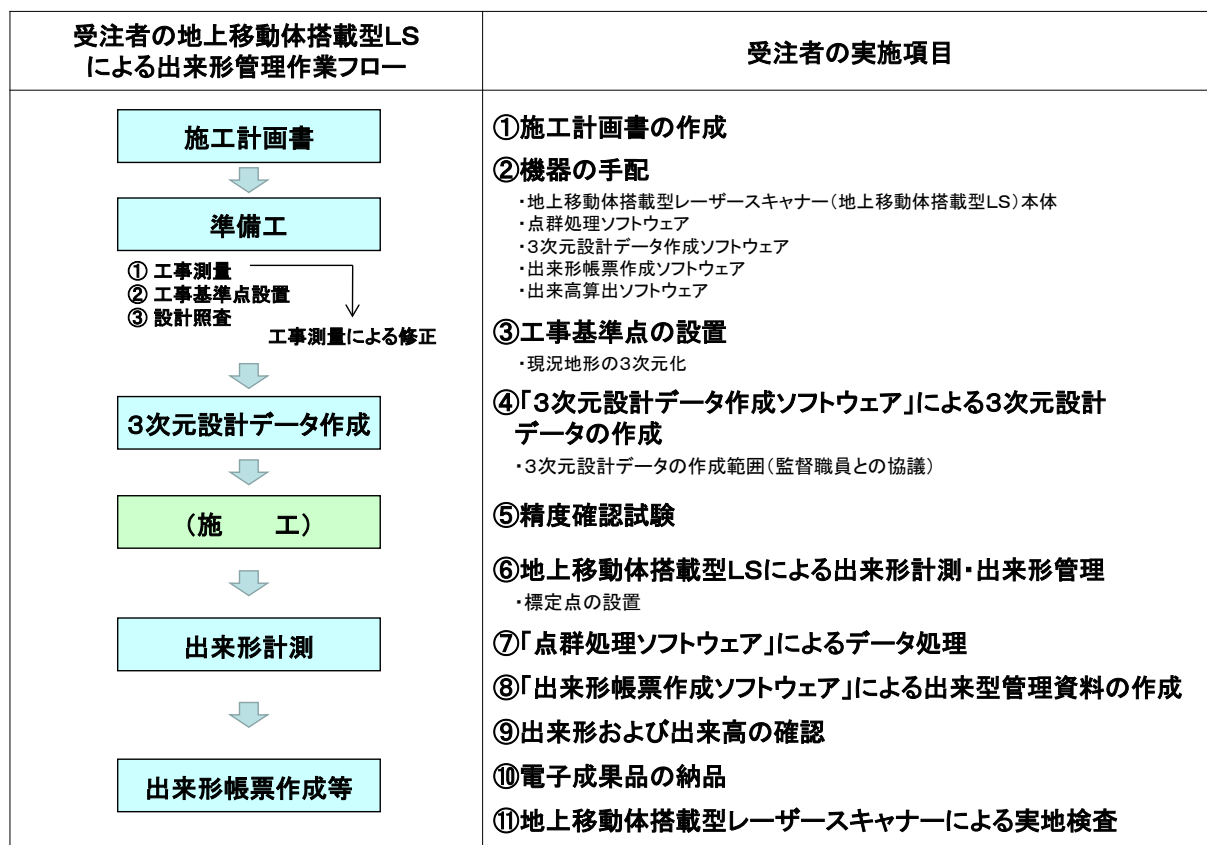 受注者の地上移動体搭載型LS
による出来形管理作業フロー
受注者の実施項目
施工計画書
準備工
① 工事測量
② 工事基準点設置
③ 設計照査
工事測量による修正
3次元設計データ作成
(施　　工)
出来形計測
出来形帳票作成等
①施工計画書の作成
②機器の手配
・地上移動体搭載型レーザースキャナー(地上移動体搭載型LS)本体
・点群処理ソフトウェア
・3次元設計データ作成ソフトウェア
・出来形帳票作成ソフトウェア
・出来高算出ソフトウェア
③工事基準点の設置
・現況地形の3次元化
④「3次元設計データ作成ソフトウェア」による3次元設計
データの作成
・3次元設計データの作成範囲(監督職員との協議)
⑤精度確認試験
⑥地上移動体搭載型LSによる出来形計測・出来形管理
・標定点の設置
⑦「点群処理ソフトウェア」によるデータ処理
⑧「出来形帳票作成ソフトウェア」による出来型管理資料の作成
⑨出来形および出来高の確認
⑩電子成果品の納品
⑪地上移動体搭載型レーザースキャナーによる実地検査